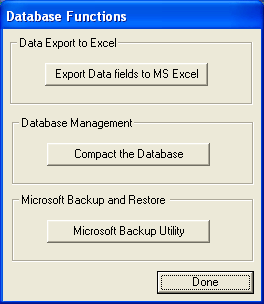 Database Functions
Data Export to Excel
Export Data fields to MS Excel
Database Management
Compact the Database
Microsoft Backup and Restore
Microsoft Backup Utility
Done